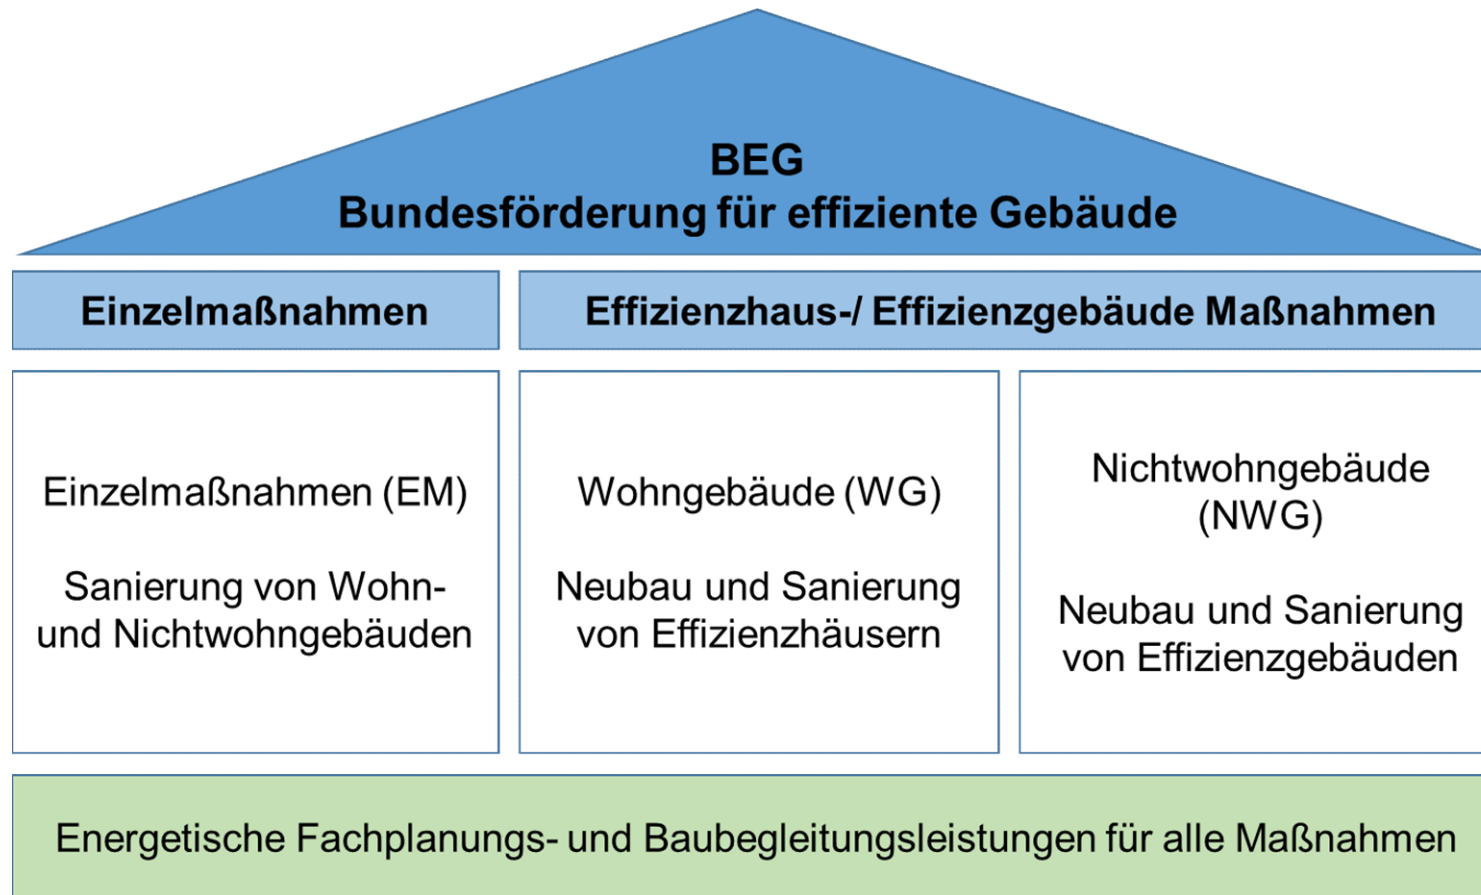 BEG
Bundesförderung für effiziente Gebäude
Einzelmaßnahmen
Effizienzhaus-/ Effizienzgebäude Maßnahmen
Einzelmaßnahmen (EM)
Sanierung von Wohn-
und Nichtwohngebäuden
Wohngebäude (WG)
Neubau und Sanierung
von Effizienzhäusern
Nichtwohngebäude
(NWG)
Neubau und Sanierung
von Effizienzgebäuden
Energetische Fachplanungs- und Baubegleitungsleistungen für alle Maßnahmen